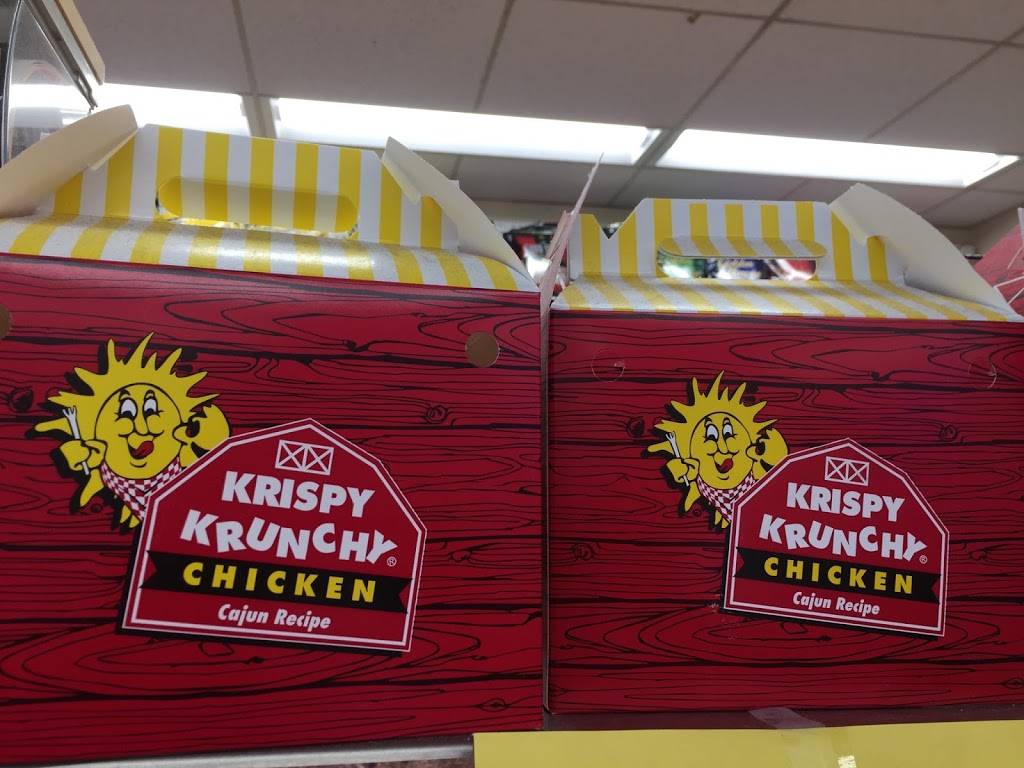 KRISPY
KRUNCHY®
CHICKEN
Cajun Recipe
KRISPY
KRUNCHY®
CHICKEN
Cajun Recipe